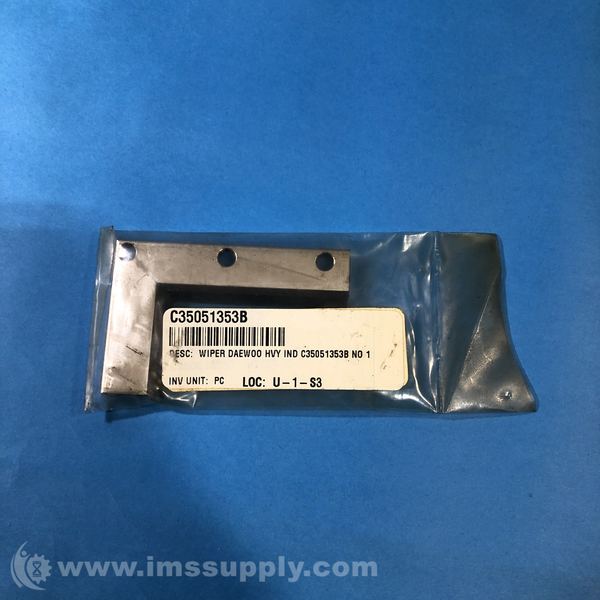 C35051353B
DESC: WIPER DAEWOO HVY IND C35051353B NO 1
INV UNIT: PC LOC: U-1-S3
www.imssupply.com